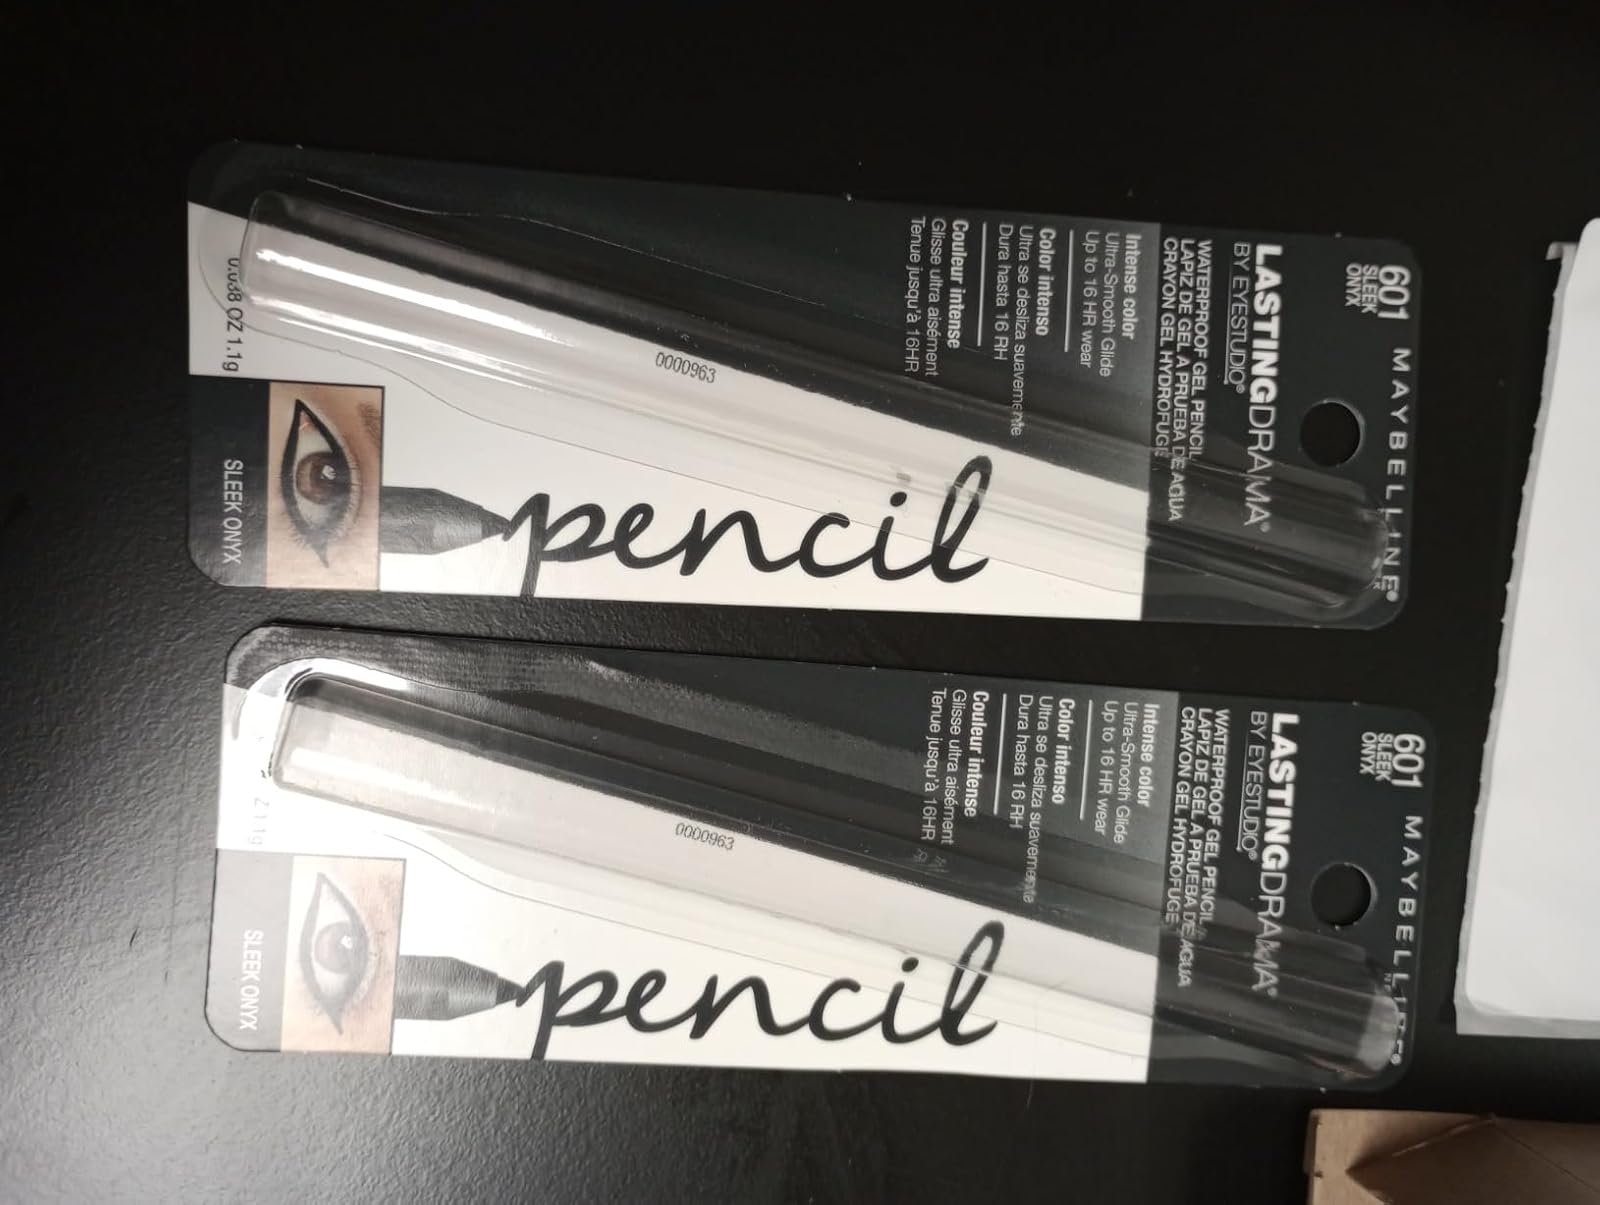 MAYBELLINE®
601
SLEEK
ONYX
LASTINGDRAMA®
BY EYESTUDIO®
WATERPROOF GEL PENCIL
LAPIZ DE GEL A PRUEBA DE AGUA
CRAYON GEL HYDROFUGE
Intense color
Ultra-Smooth Glide
Up to 16 HR wear
Color intenso
Ultra se desliza suavemente
Dura hasta 16 RH
Couleur intense
Glisse ultra aisément
Tenue jusqu'à 16HR
0000963
pencil
0.038 OZ 1.1g
SLEEK ONYX
MAYBELLINE®
601
SLEEK
ONYX
LASTINGDRAMA®
BY EYESTUDIO®
WATERPROOF GEL PENCIL
LAPIZ DE GEL A PRUEBA DE AGUA
CRAYON GEL HYDROFUGE
Intense color
Ultra-Smooth Glide
Up to 16 HR wear
Color intenso
Ultra se desliza suavemente
Dura hasta 16 RH
Couleur intense
Glisse ultra aisément
Tenue jusqu'à 16HR
0000963
pencil
1.1g
SLEEK ONYX